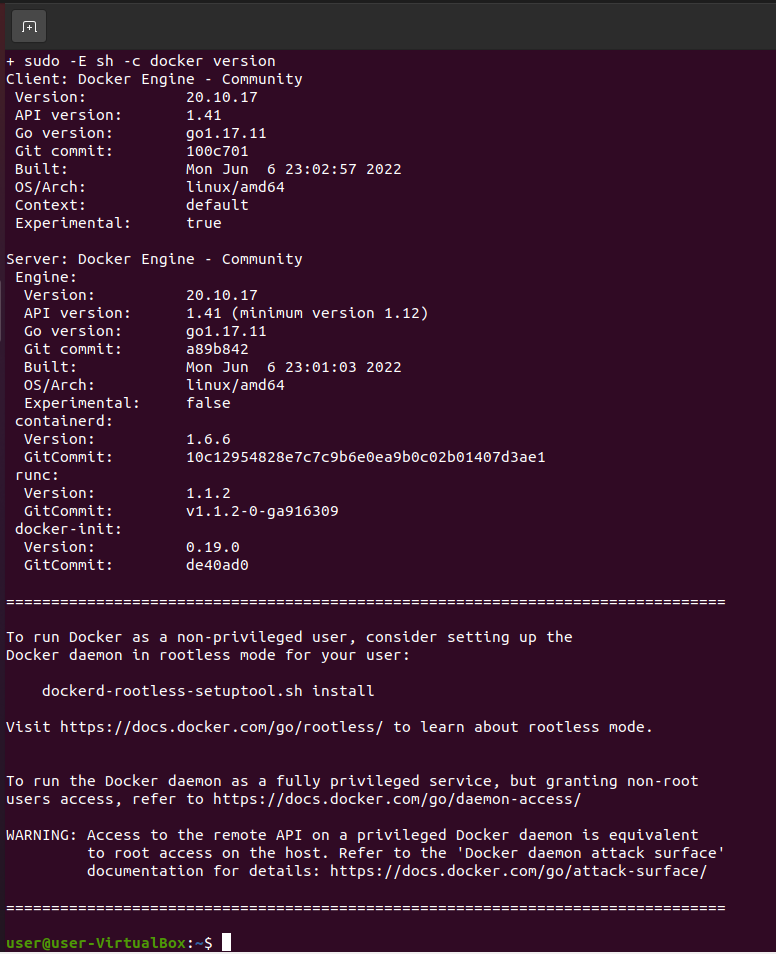 + sudo -E sh -c docker version
Client: Docker Engine - Community
 Version:           20.10.17
 API version:       1.41
 Go version:        go1.17.11
 Git commit:        100c701
 Built:             Mon Jun  6 23:02:57 2022
 OS/Arch:           linux/amd64
 Context:           default
 Experimental:      true

Server: Docker Engine - Community
 Engine:
  Version:          20.10.17
  API version:      1.41 (minimum version 1.12)
  Go version:       go1.17.11
  Git commit:       a89b842
  Built:            Mon Jun  6 23:01:03 2022
  OS/Arch:          linux/amd64
  Experimental:     false
 containerd:
  Version:          1.6.6
  GitCommit:        10c12954828e7c7c9b6e0ea9b0c02b01407d3ae1
 runc:
  Version:          1.1.2
  GitCommit:        v1.1.2-0-ga916309
 docker-init:
  Version:          0.19.0
  GitCommit:        de40ad0

================================================================================

To run Docker as a non-privileged user, consider setting up the
Docker daemon in rootless mode for your user:

    dockerd-rootless-setuptool.sh install

Visit https://docs.docker.com/go/rootless/ to learn about rootless mode.


To run the Docker daemon as a fully privileged service, but granting non-root
users access, refer to https://docs.docker.com/go/daemon-access/

WARNING: Access to the remote API on a privileged Docker daemon is equivalent
         to root access on the host. Refer to the 'Docker daemon attack surface'
         documentation for details: https://docs.docker.com/go/attack-surface/

================================================================================

user@user-VirtualBox:~$